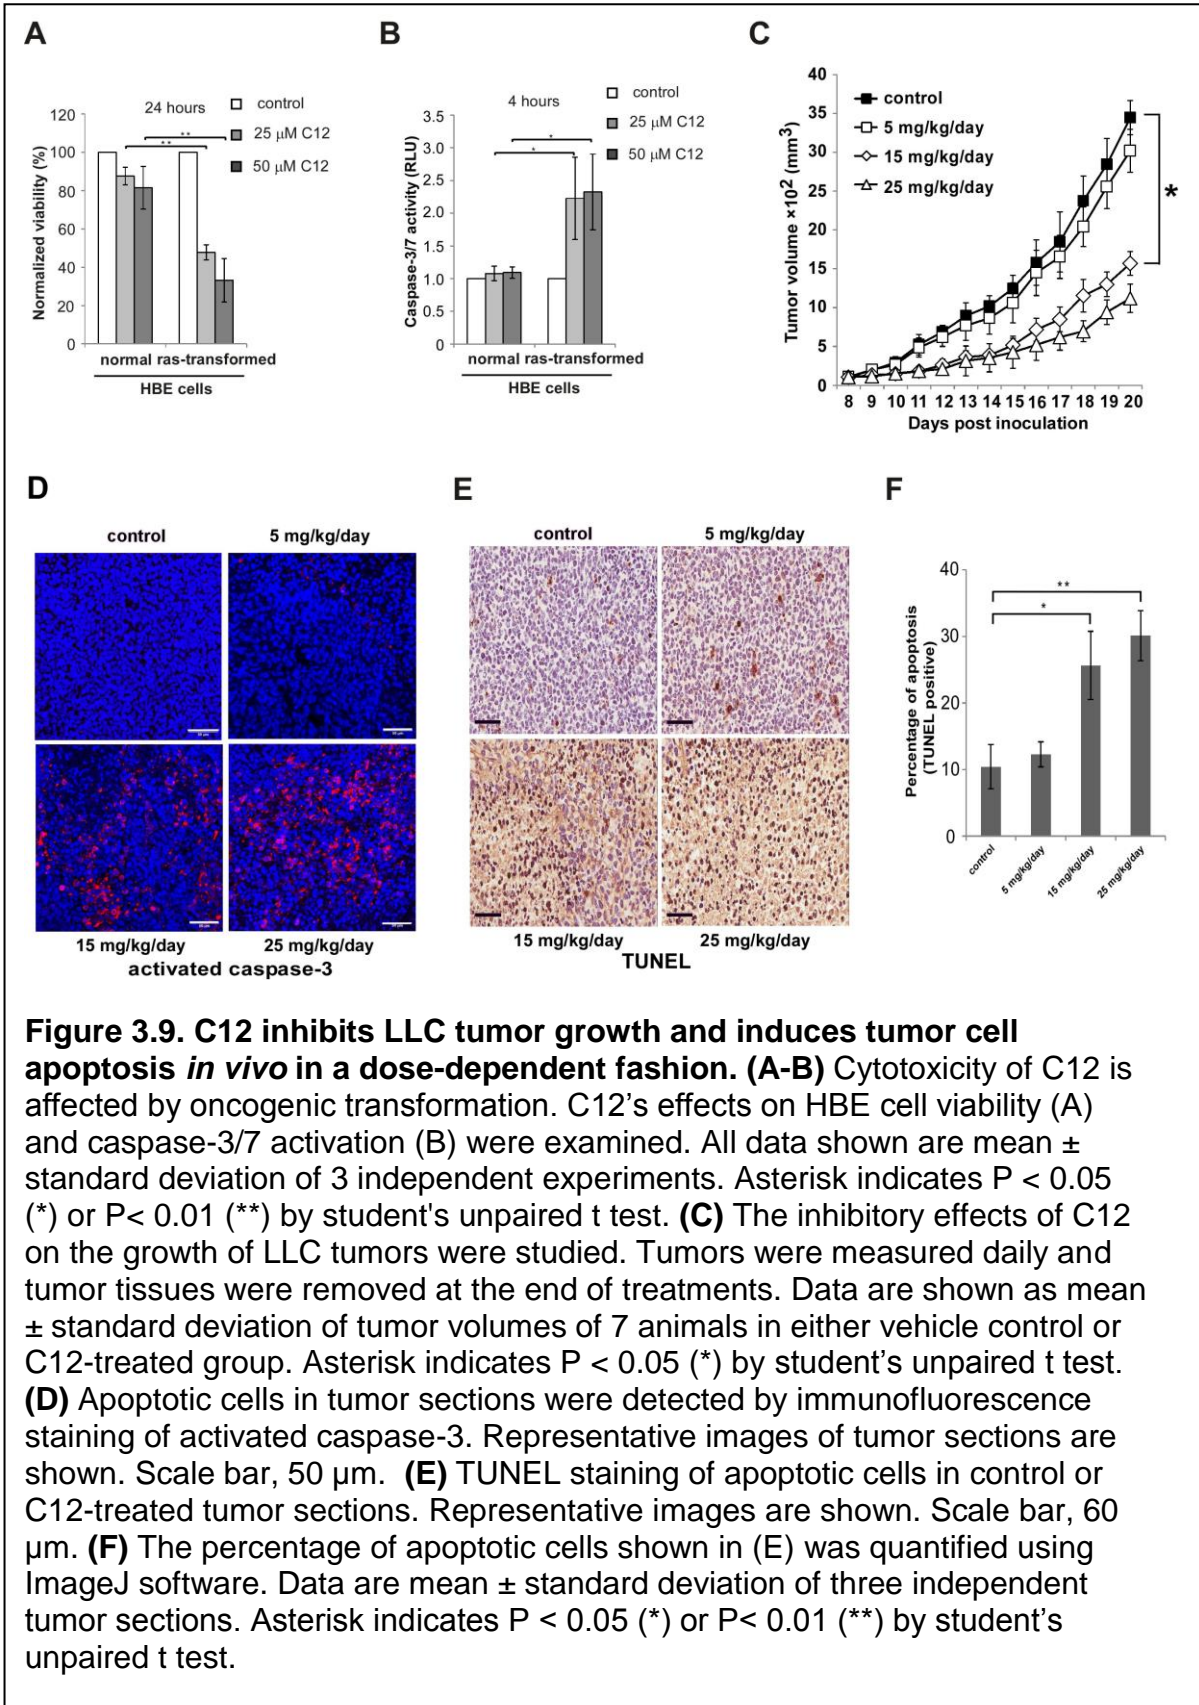 A
24 hours
control
25 μM C12
50 μM C12
**
**
Normalized viability (%)
120
100
80
60
40
20
0
normal ras-transformed
HBE cells
B
4 hours
control
25 μM C12
50 μM C12
*
*
Caspase-3/7 activity (RLU)
3.5
3.0
2.5
2.0
1.5
1.0
0.5
0
normal ras-transformed
HBE cells
C
control
5 mg/kg/day
15 mg/kg/day
25 mg/kg/day
*
Tumor volume ×10² (mm³)
40
35
30
25
20
15
10
5
0
8 9 10 11 12 13 14 15 16 17 18 19 20
Days post inoculation
D
control 5 mg/kg/day
15 mg/kg/day 25 mg/kg/day
activated caspase-3
E
control 5 mg/kg/day
15 mg/kg/day 25 mg/kg/day
TUNEL
F
**
*
Percentage of apoptosis
(TUNEL positive)
40
30
20
10
0
control
5 mg/kg/day
15 mg/kg/day
25 mg/kg/day
Figure 3.9. C12 inhibits LLC tumor growth and induces tumor cell
apoptosis in vivo in a dose-dependent fashion. (A-B) Cytotoxicity of C12 is
affected by oncogenic transformation. C12’s effects on HBE cell viability (A)
and caspase-3/7 activation (B) were examined. All data shown are mean ±
standard deviation of 3 independent experiments. Asterisk indicates P < 0.05
(*) or P< 0.01 (**) by student's unpaired t test. (C) The inhibitory effects of C12
on the growth of LLC tumors were studied. Tumors were measured daily and
tumor tissues were removed at the end of treatments. Data are shown as mean
± standard deviation of tumor volumes of 7 animals in either vehicle control or
C12-treated group. Asterisk indicates P < 0.05 (*) by student’s unpaired t test.
(D) Apoptotic cells in tumor sections were detected by immunofluorescence
staining of activated caspase-3. Representative images of tumor sections are
shown. Scale bar, 50 μm. (E) TUNEL staining of apoptotic cells in control or
C12-treated tumor sections. Representative images are shown. Scale bar, 60
μm. (F) The percentage of apoptotic cells shown in (E) was quantified using
ImageJ software. Data are mean ± standard deviation of three independent
tumor sections. Asterisk indicates P < 0.05 (*) or P< 0.01 (**) by student’s
unpaired t test.